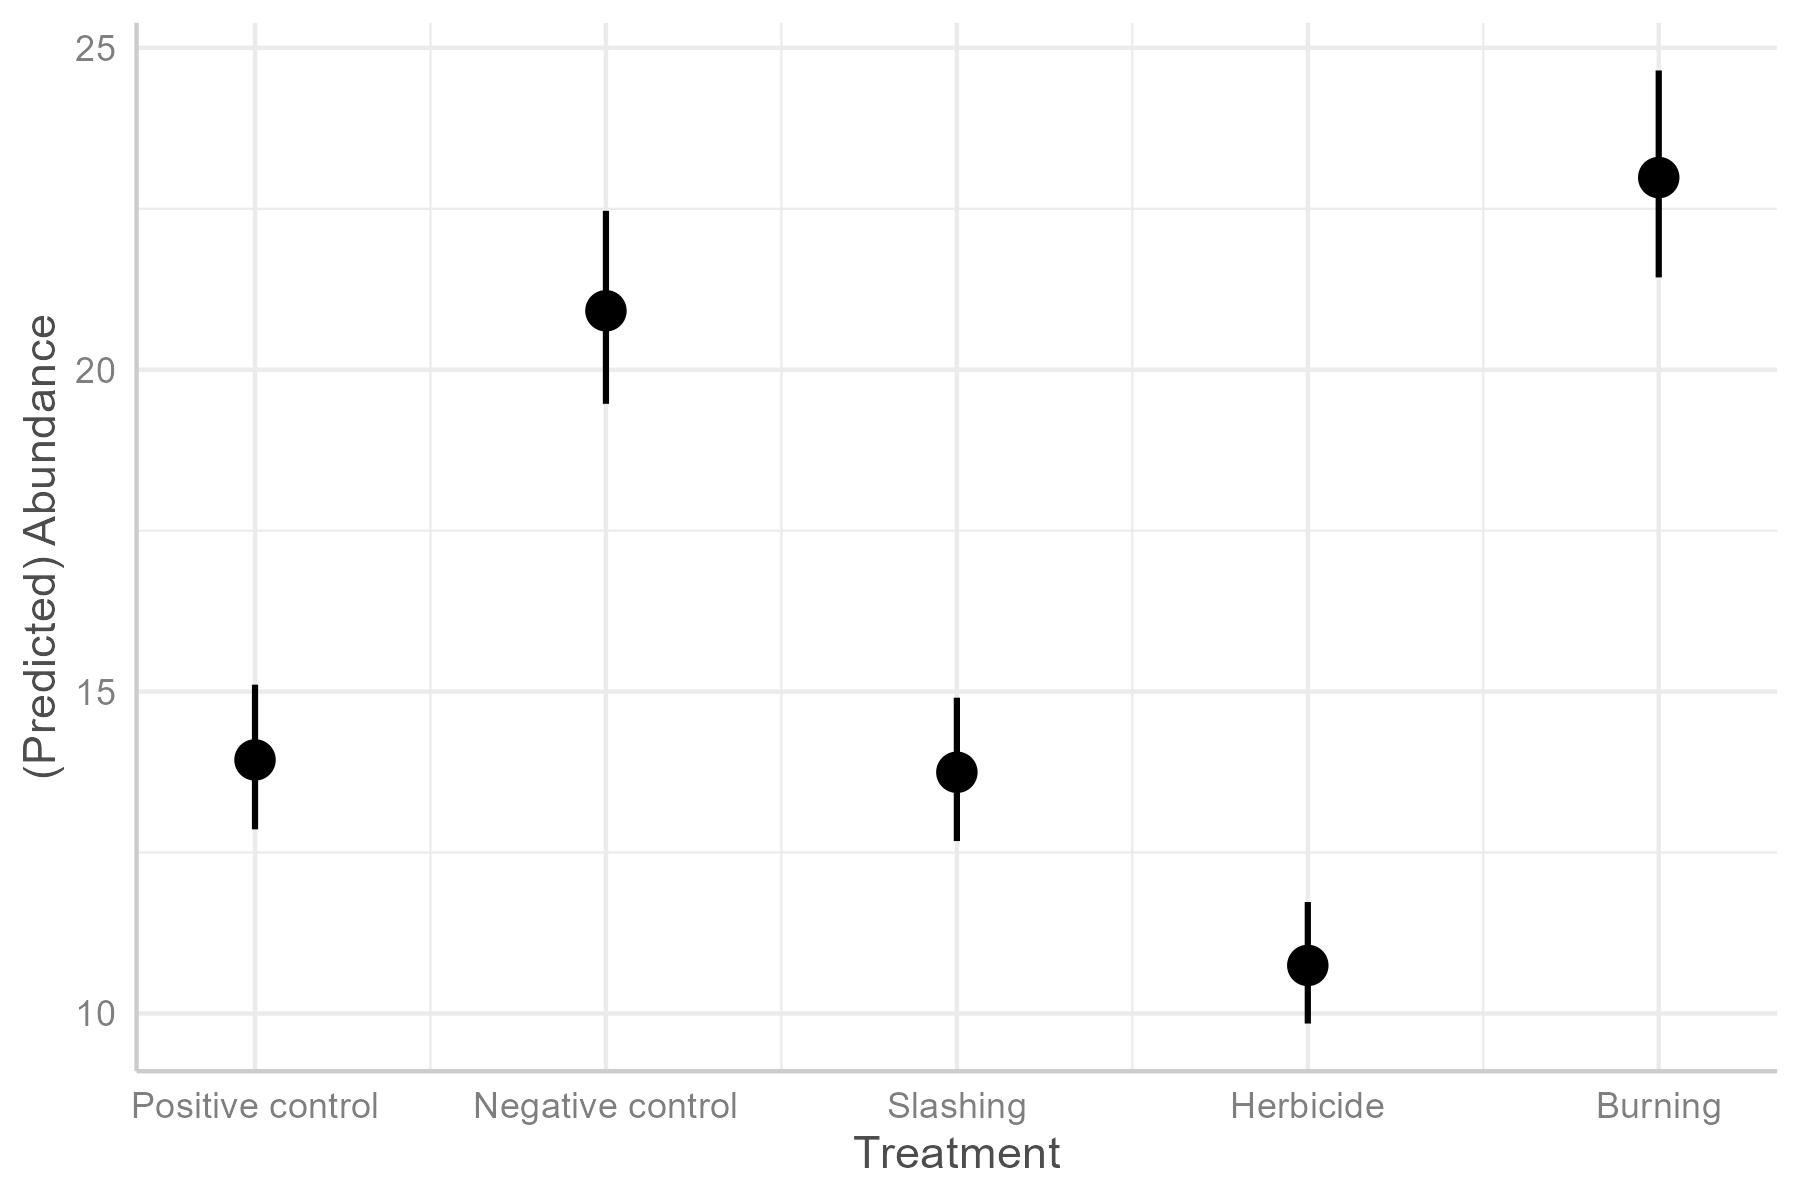 25
20
15
10
(Predicted) Abundance
Positive control
Negative control
Slashing
Herbicide
Burning
Treatment